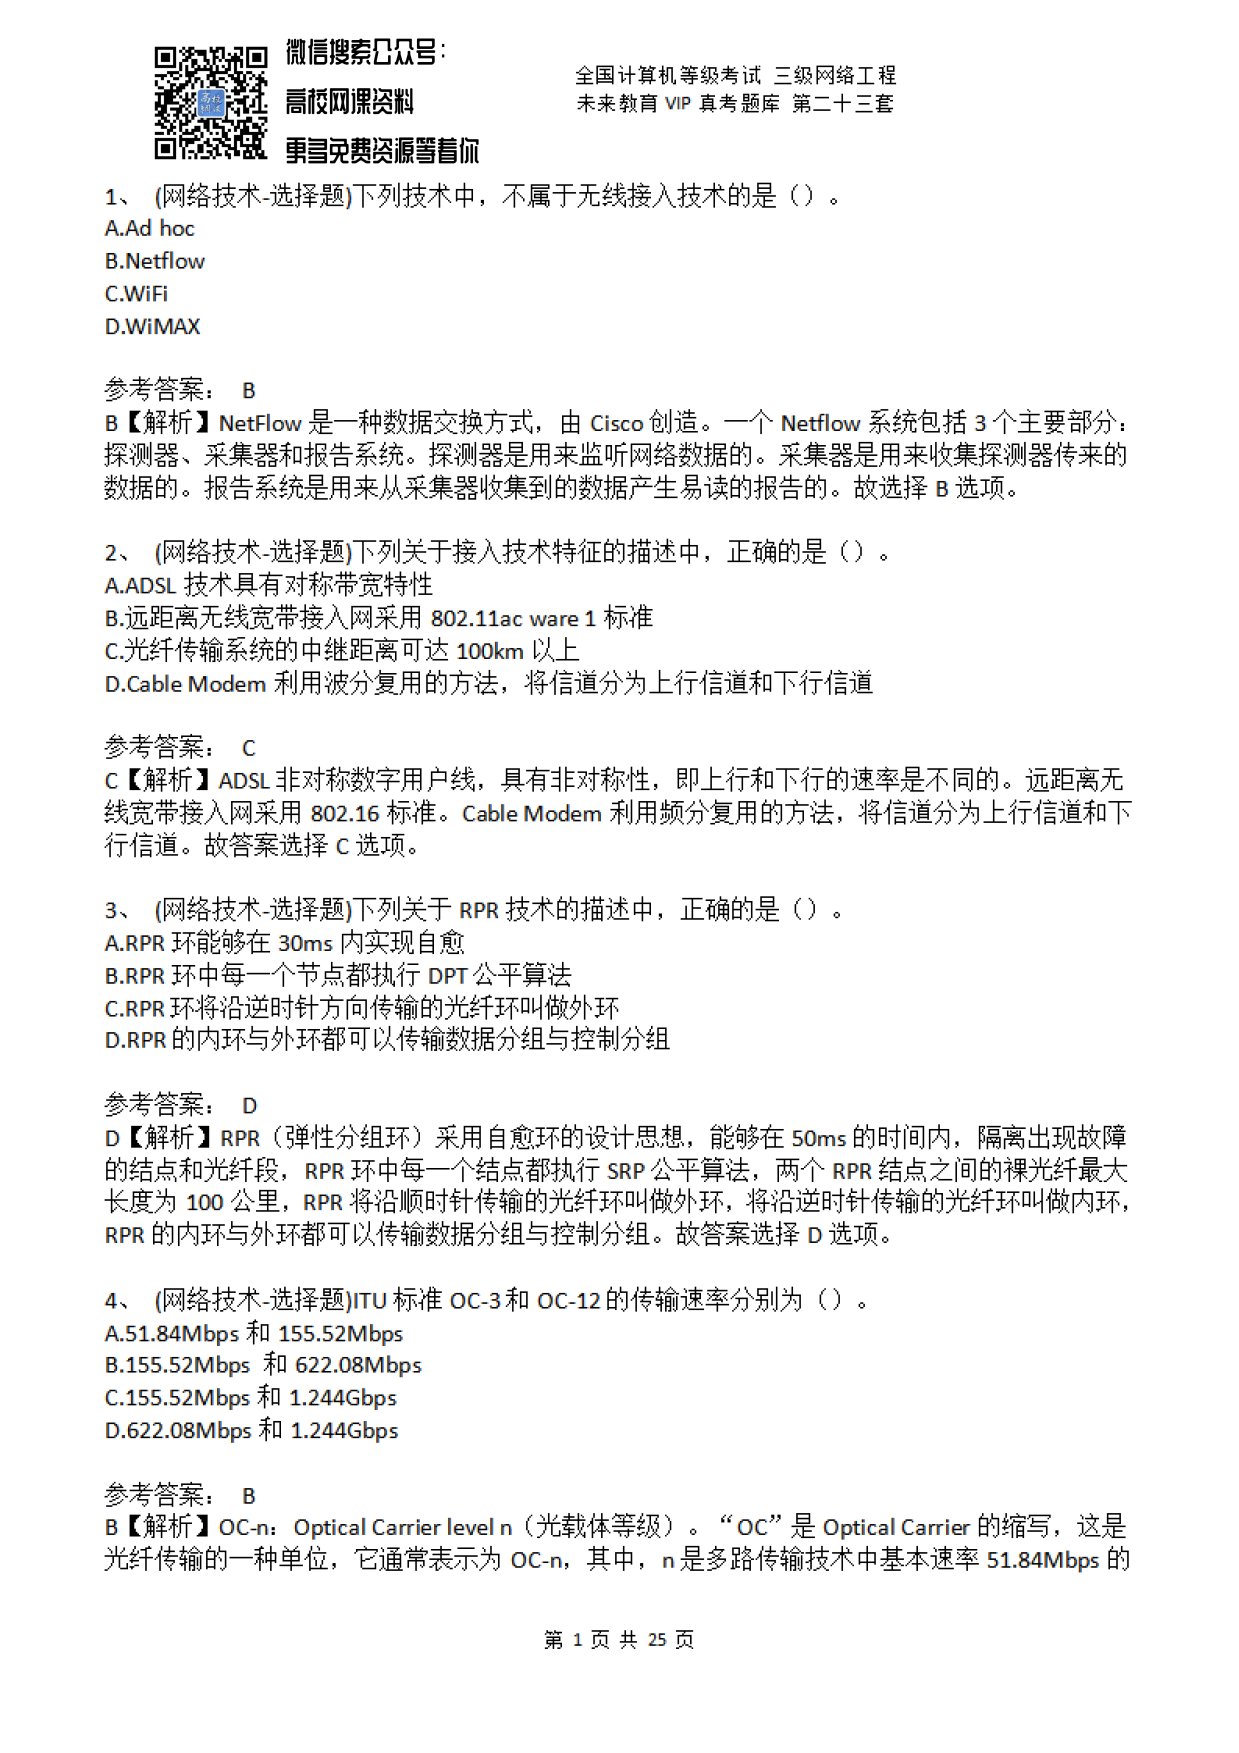 微信搜索公众号:
高校网课资料
更多免费资源等着你
全国计算机等级考试 三级网络工程
未来教育 VIP 真考题库 第二十三套
1、 (网络技术-选择题)下列技术中，不属于无线接入技术的是（）。
A.Ad hoc
B.Netflow
C.WiFi
D.WiMAX
参考答案： B
B【解析】NetFlow 是一种数据交换方式，由 Cisco 创造。一个 Netflow 系统包括 3 个主要部分：
探测器、采集器和报告系统。探测器是用来监听网络数据的。采集器是用来收集探测器传来的
数据的。报告系统是用来从采集器收集到的数据产生易读的报告的。故选择 B 选项。
2、 (网络技术-选择题)下列关于接入技术特征的描述中，正确的是（）。
A.ADSL 技术具有对称带宽特性
B.远距离无线宽带接入网采用 802.11ac ware 1 标准
C.光纤传输系统的中继距离可达 100km 以上
D.Cable Modem 利用波分复用的方法，将信道分为上行信道和下行信道
参考答案： C
C【解析】ADSL 非对称数字用户线，具有非对称性，即上行和下行的速率是不同的。远距离无
线宽带接入网采用 802.16 标准。Cable Modem 利用频分复用的方法，将信道分为上行信道和下
行信道。故答案选择 C 选项。
3、 (网络技术-选择题)下列关于 RPR 技术的描述中，正确的是（）。
A.RPR 环能够在 30ms 内实现自愈
B.RPR 环中每一个节点都执行 DPT 公平算法
C.RPR 环将沿逆时针方向传输的光纤环叫做外环
D.RPR 的内环与外环都可以传输数据分组与控制分组
参考答案： D
D【解析】RPR（弹性分组环）采用自愈环的设计思想，能够在 50ms 的时间内，隔离出现故障
的结点和光纤段，RPR 环中每一个结点都执行 SRP 公平算法，两个 RPR 结点之间的裸光纤最大
长度为 100 公里，RPR 将沿顺时针传输的光纤环叫做外环，将沿逆时针传输的光纤环叫做内环，
RPR 的内环与外环都可以传输数据分组与控制分组。故答案选择 D 选项。
4、 (网络技术-选择题)ITU 标准 OC-3 和 OC-12 的传输速率分别为（）。
A.51.84Mbps 和 155.52Mbps
B.155.52Mbps 和 622.08Mbps
C.155.52Mbps 和 1.244Gbps
D.622.08Mbps 和 1.244Gbps
参考答案： B
B【解析】OC-n：Optical Carrier level n（光载体等级）。“OC”是 Optical Carrier 的缩写，这是
光纤传输的一种单位，它通常表示为 OC-n，其中，n 是多路传输技术中基本速率 51.84Mbps 的
第 1 页 共 25 页